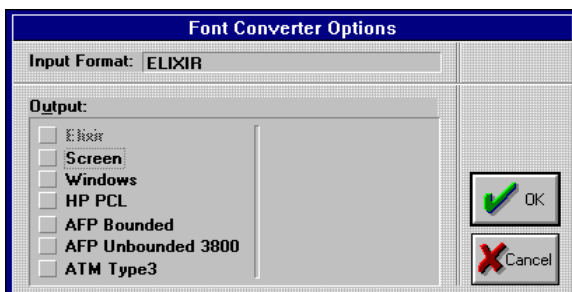 Font Converter Options
Input Format: ELIXIR
Output:
Elixir
Screen
Windows
HP PCL
AFP Bounded
AFP Unbounded 3800
ATM Type3
OK
Cancel